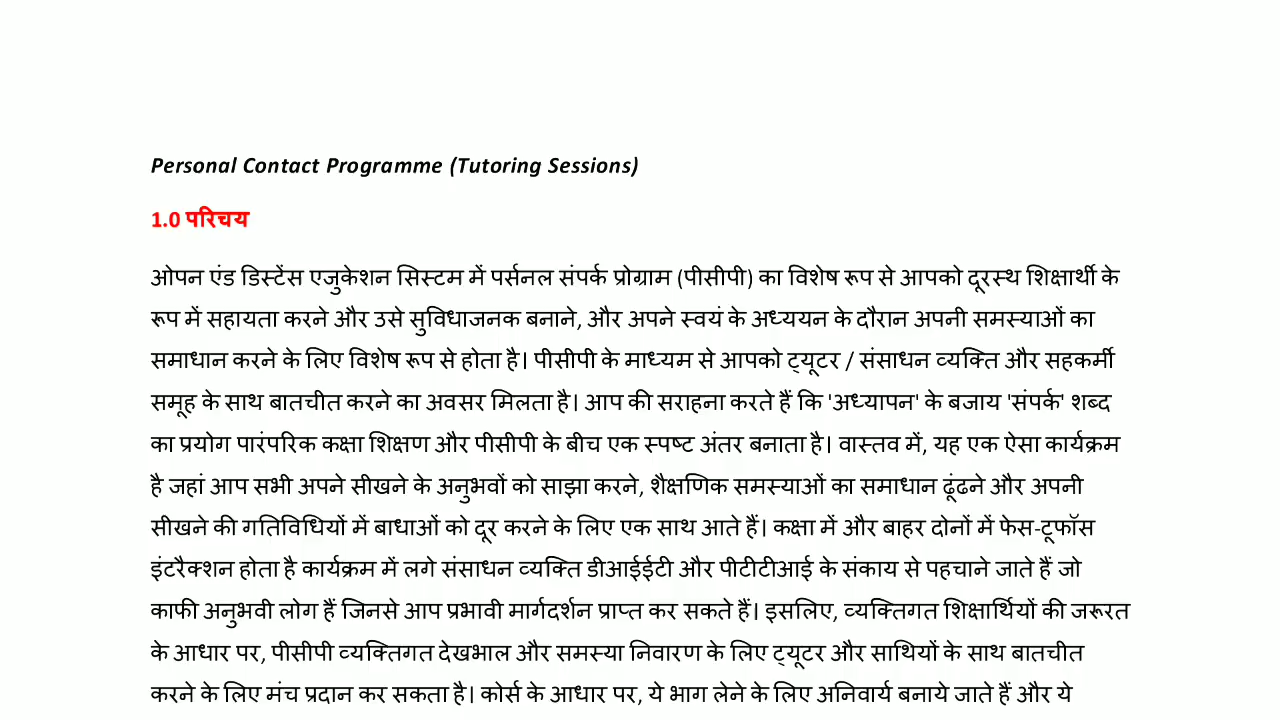 Personal Contact Programme (Tutoring Sessions)
1.0 परिचय
ओपन एंड डिस्टेंस एजुकेशन सिस्टम में पर्सनल संपर्क प्रोग्राम (पीसीपी) का विशेष रूप से आपको दूरस्थ शिक्षार्थी के
रूप में सहायता करने और उसे सुविधाजनक बनाने, और अपने स्वयं के अध्ययन के दौरान अपनी समस्याओं का
समाधान करने के लिए विशेष रूप से होता है। पीसीपी के माध्यम से आपको ट्यूटर / संसाधन व्यक्ति और सहकर्मी
समूह के साथ बातचीत करने का अवसर मिलता है। आप की सराहना करते हैं कि 'अध्यापन' के बजाय 'संपर्क' शब्द
का प्रयोग पारंपरिक कक्षा शिक्षण और पीसीपी के बीच एक स्पष्ट अंतर बनाता है। वास्तव में, यह एक ऐसा कार्यक्रम
है जहां आप सभी अपने सीखने के अनुभवों को साझा करने, शैक्षणिक समस्याओं का समाधान ढूंढने और अपनी
सीखने की गतिविधियों में बाधाओं को दूर करने के लिए एक साथ आते हैं। कक्षा में और बाहर दोनों में फेस-टूफॉस
इंटरैक्शन होता है कार्यक्रम में लगे संसाधन व्यक्ति डीआईईटी और पीटीटीआई के संकाय से पहचाने जाते हैं जो
काफी अनुभवी लोग हैं जिनसे आप प्रभावी मार्गदर्शन प्राप्त कर सकते हैं। इसलिए, व्यक्तिगत शिक्षार्थियों की जरूरत
के आधार पर, पीसीपी व्यक्तिगत देखभाल और समस्या निवारण के लिए ट्यूटर और साथियों के साथ बातचीत
करने के लिए मंच प्रदान कर सकता है। कोर्स के आधार पर, ये भाग लेने के लिए अनिवार्य बनाये जाते हैं और ये